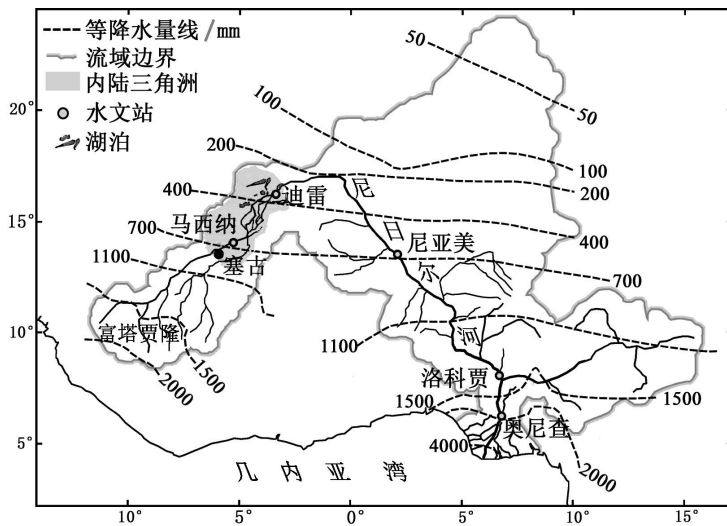 等降水量线/mm
流域边界
内陆三角洲
水文站
湖泊
20°
15°
10°
5°
10°
5°
0°
5°
10°
15°
50
50
100
100
200
200
400
400
700
700
1100
1100
1500
1500
1500
2000
2000
4000
迪雷
马西纳
塞古
富塔贾隆
尼日尔河
尼亚美
洛科贾
奥尼查
几内亚湾